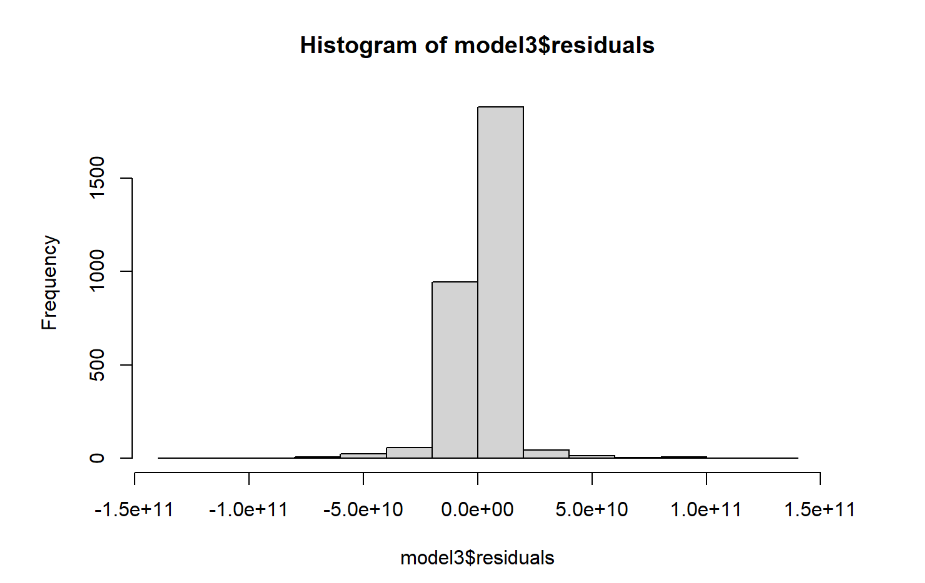 Histogram of model3$residuals
Frequency
1500
1000
500
0
-1.5e+11 -1.0e+11 -5.0e+10 0.0e+00 5.0e+10 1.0e+11 1.5e+11
model3$residuals